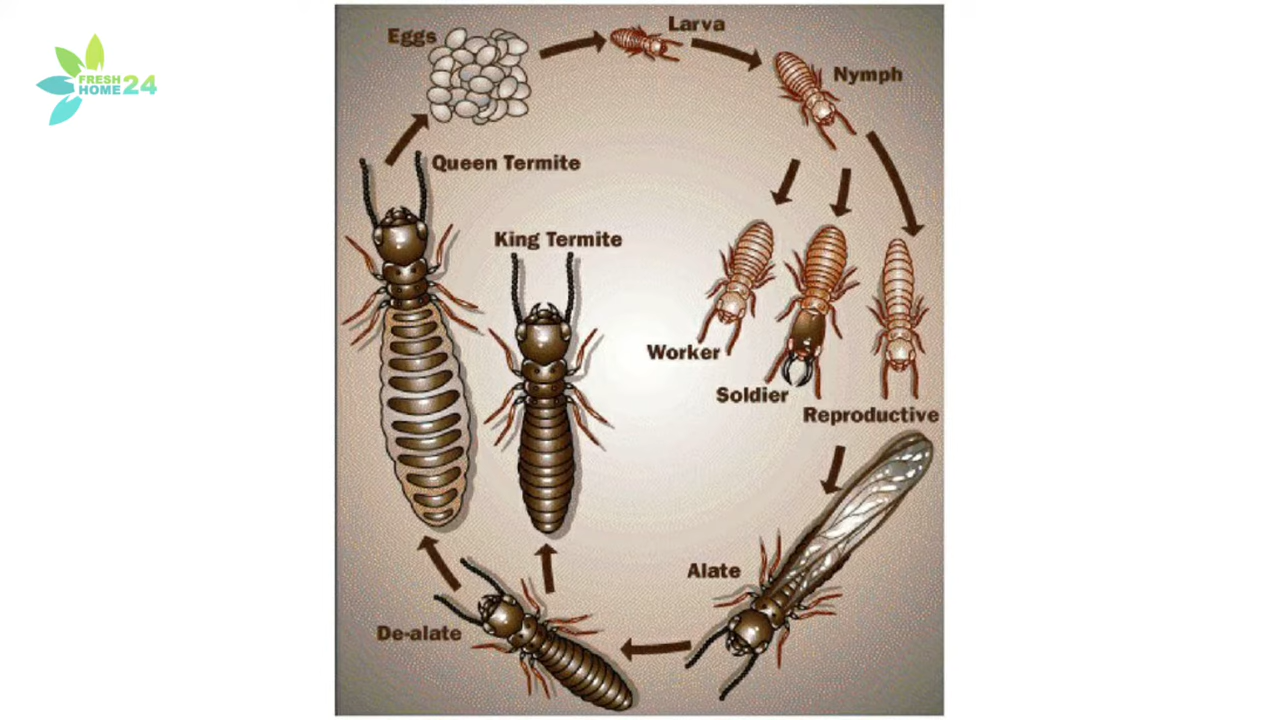 FRESH
HOME 24
Eggs
Larva
Nymph
Queen Termite
King Termite
Worker
Soldier
Reproductive
Alate
De-alate